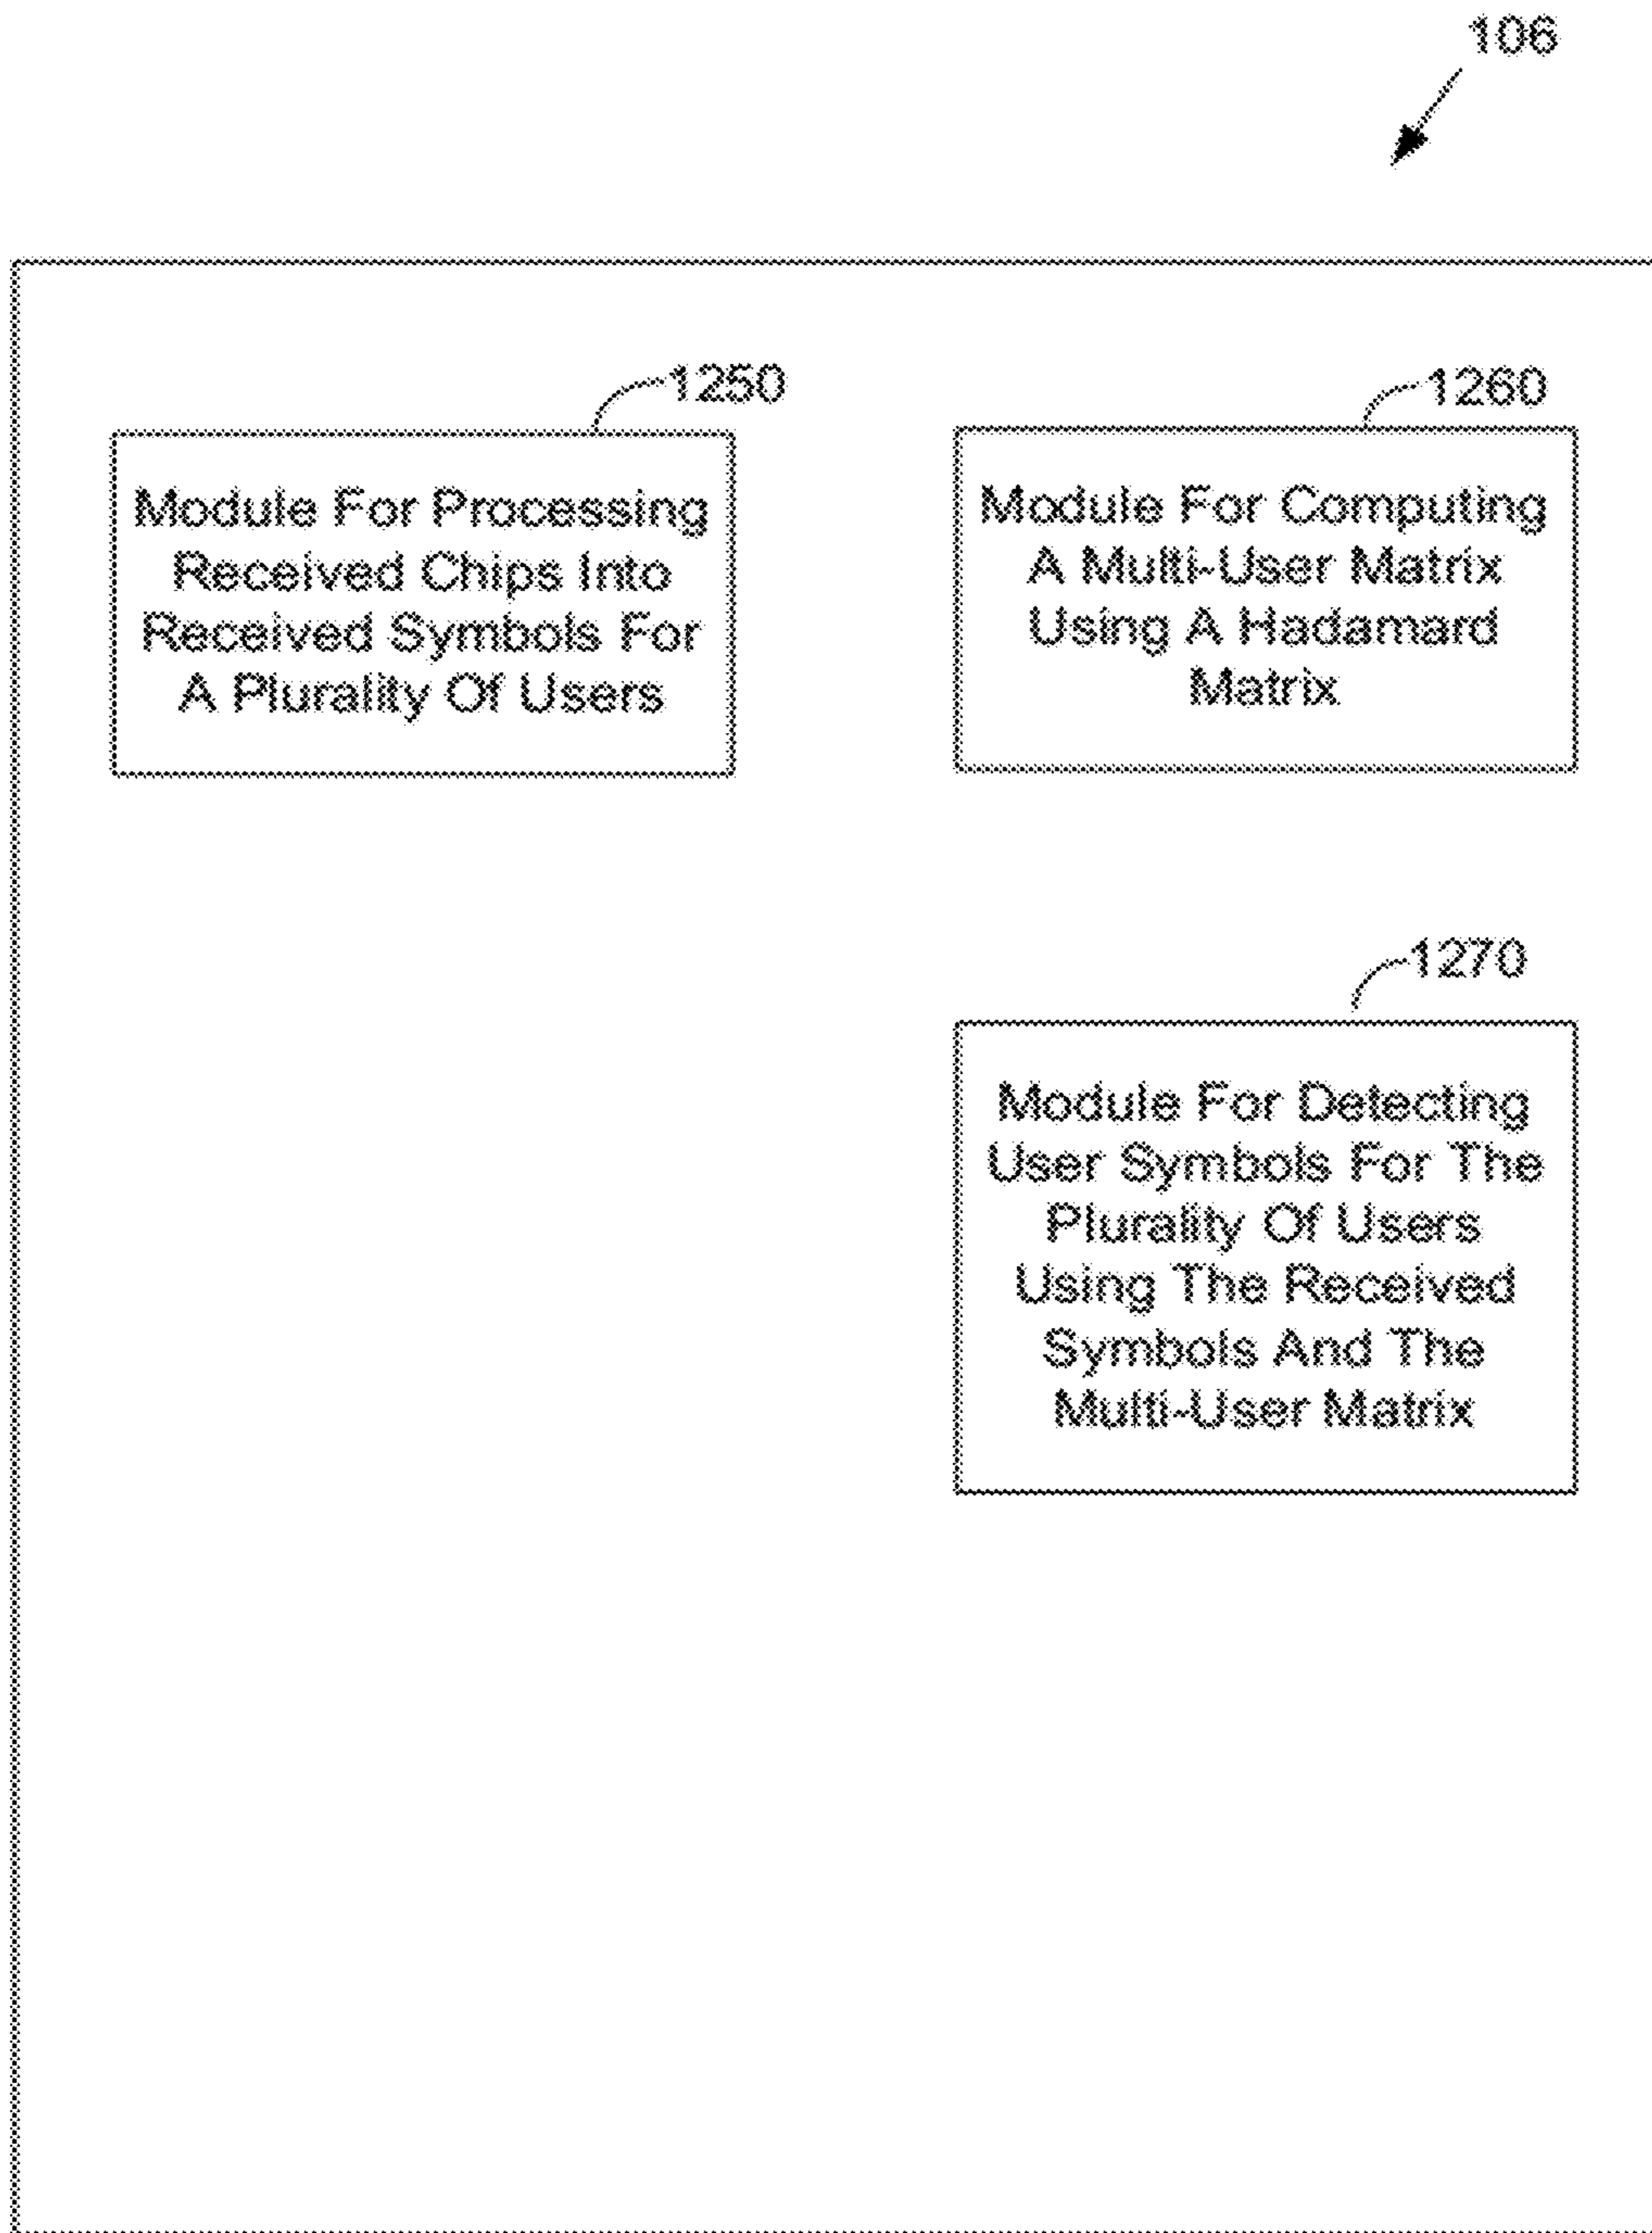 106
1250
Module For Processing
Received Chips Into
Received Symbols For
A Plurality Of Users
1260
Module For Computing
A Multi-User Matrix
Using A Hadamard
Matrix
1270
Module For Detecting
User Symbols For The
Plurality Of Users
Using The Received
Symbols And The
Multi-User Matrix